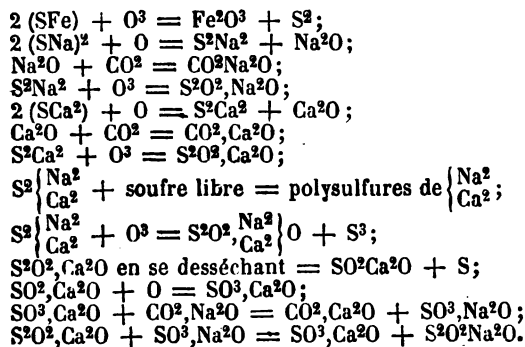 2 (SFe) + O³ = Fe²O³ + S²;
2 (SNa)² + O = S²Na² + Na²O;
Na²O + CO² = CO²Na²O;
S²Na² + O³ = S²O²,Na²O;
2 (SCa²) + O = S²Ca² + Ca²O;
Ca²O + CO² = CO²,Ca²O;
S²Ca² + O³ = S²O²,Ca²O;
S² {Na² Ca² + soufre libre = polysulfures de {Na² Ca² ;
S² {Na² Ca² + O³ = S²O², Na² Ca² } O + S³;
S²O²,Ca²O en se desséchant = SO²Ca²O + S;
SO²,Ca²O + O = SO³,Ca²O;
SO³,Ca²O + CO²,Na²O = CO²,Ca²O + SO³,Na²O;
S²O²,Ca²O + SO³,Na²O = SO³,Ca²O + S²O²Na²O.